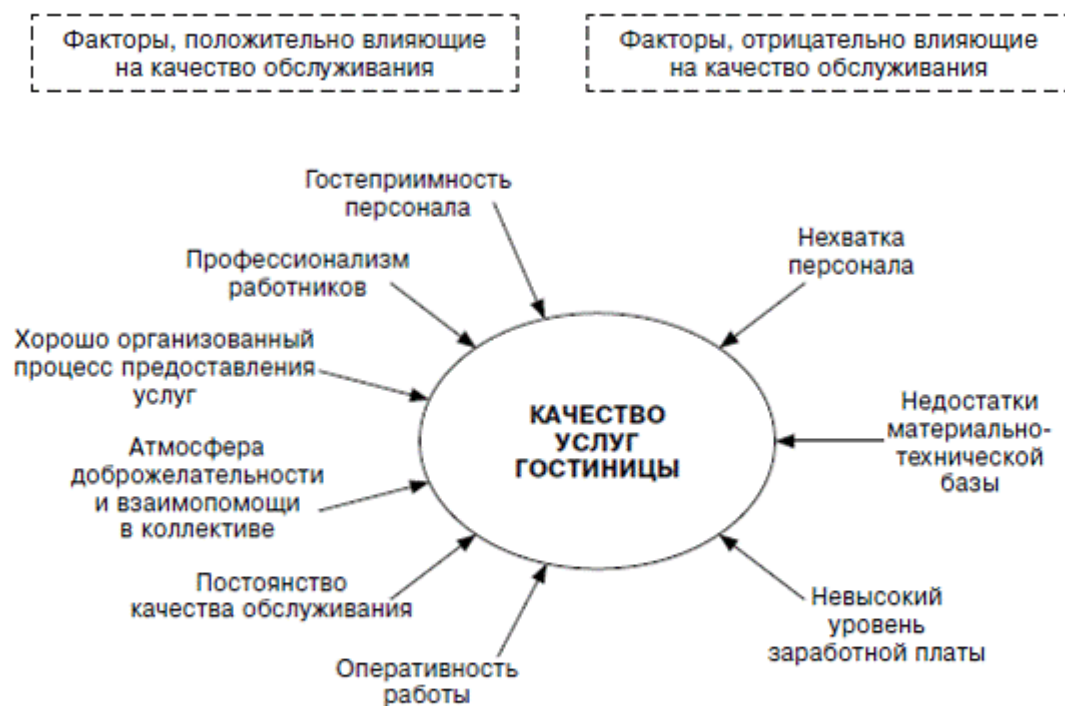 Факторы, положительно влияющие
на качество обслуживания
Факторы, отрицательно влияющие
на качество обслуживания
Гостеприимность
персонала
Профессионализм
работников
Хорошо организованный
процесс предоставления
услуг
Атмосфера
доброжелательности
и взаимопомощи
в коллективе
Постоянство
качества обслуживания
Оперативность
работы
КАЧЕСТВО
УСЛУГ
ГОСТИНИЦЫ
Нехватка
персонала
Недостатки
материально-
технической
базы
Невысокий
уровень
заработной платы